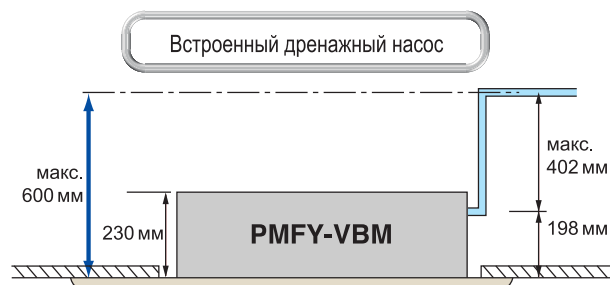 Встроенный дренажный насос
макс.
600 мм
230 мм
PMFY-VBM
макс.
402 мм
198 мм